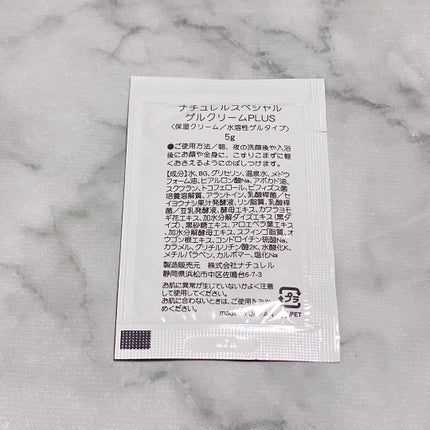 ナチュレルスペシャル
ゲルクリームPLUS
〈保湿クリーム／水溶性ゲルタイプ〉
5g
●ご使用方法／朝、夜の洗顔後や入浴
後にお顔や全身に、こすりこまずに軽
くおさえるようにのばしつけます。
【成分】水、BG、グリセリン、温泉水、メドウ
フォーム油、ヒアルロン酸Na、アボカド油、
スクワラン、トコフェロール、ビフィズス菌
培養溶解質、アラントイン、乳酸桿菌／セ
イヨウナシ果汁発酵液、リン脂質、乳酸桿
菌／豆乳発酵液、酵母エキス、カワラヨモ
ギ花エキス、加水分解ダイズエキス（黒ダ
イズ）、黒砂糖エキス、アロエベラ葉エキス
、加水分解酵母エキス、スフィンゴ脂質、オ
ウゴン根エキス、コンドロイチン硫酸Na、
カラメル、グリチルリチン酸2K、水酸化K、
メチルパラベン、カルボマー、塩化Na
製造販売元 株式会社ナチュレル
静岡県浜松市中区佐鳴台6-7-3
お肌に異常が生じていないかよく注意
して使用してください。
お肌に合わないときは、ご使用をおや
めください。
made
プラ
PET